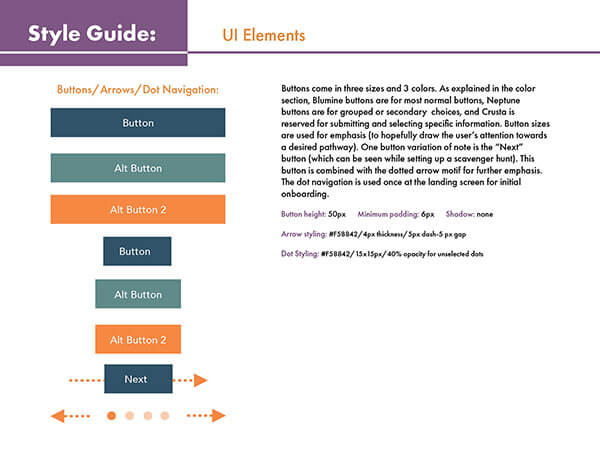 Style Guide:
UI Elements
Buttons/Arrows/Dot Navigation:
Button
Alt Button
Alt Button 2
Button
Alt Button
Alt Button 2
Next
Buttons come in three sizes and 3 colors. As explained in the color
section, Blumine buttons are for most normal buttons, Neptune
buttons are for grouped or secondary choices, and Crusta is
reserved for submitting and selecting specific information. Button sizes
are used for emphasis (to hopefully draw the user's attention towards
a desired pathway). One button variation of note is the "Next"
button (which can be seen while setting up a scavenger hunt). This
button is combined with the dotted arrow motif for further emphasis.
The dot navigation is used once at the landing screen for initial
onboarding.
Button height: 50px Minimum padding: 6px Shadow: none
Arrow styling: #F58842/4px thickness/5px dash-5 px gap
Dot Styling: #F58842/15x15px/40% opacity for unselected dots